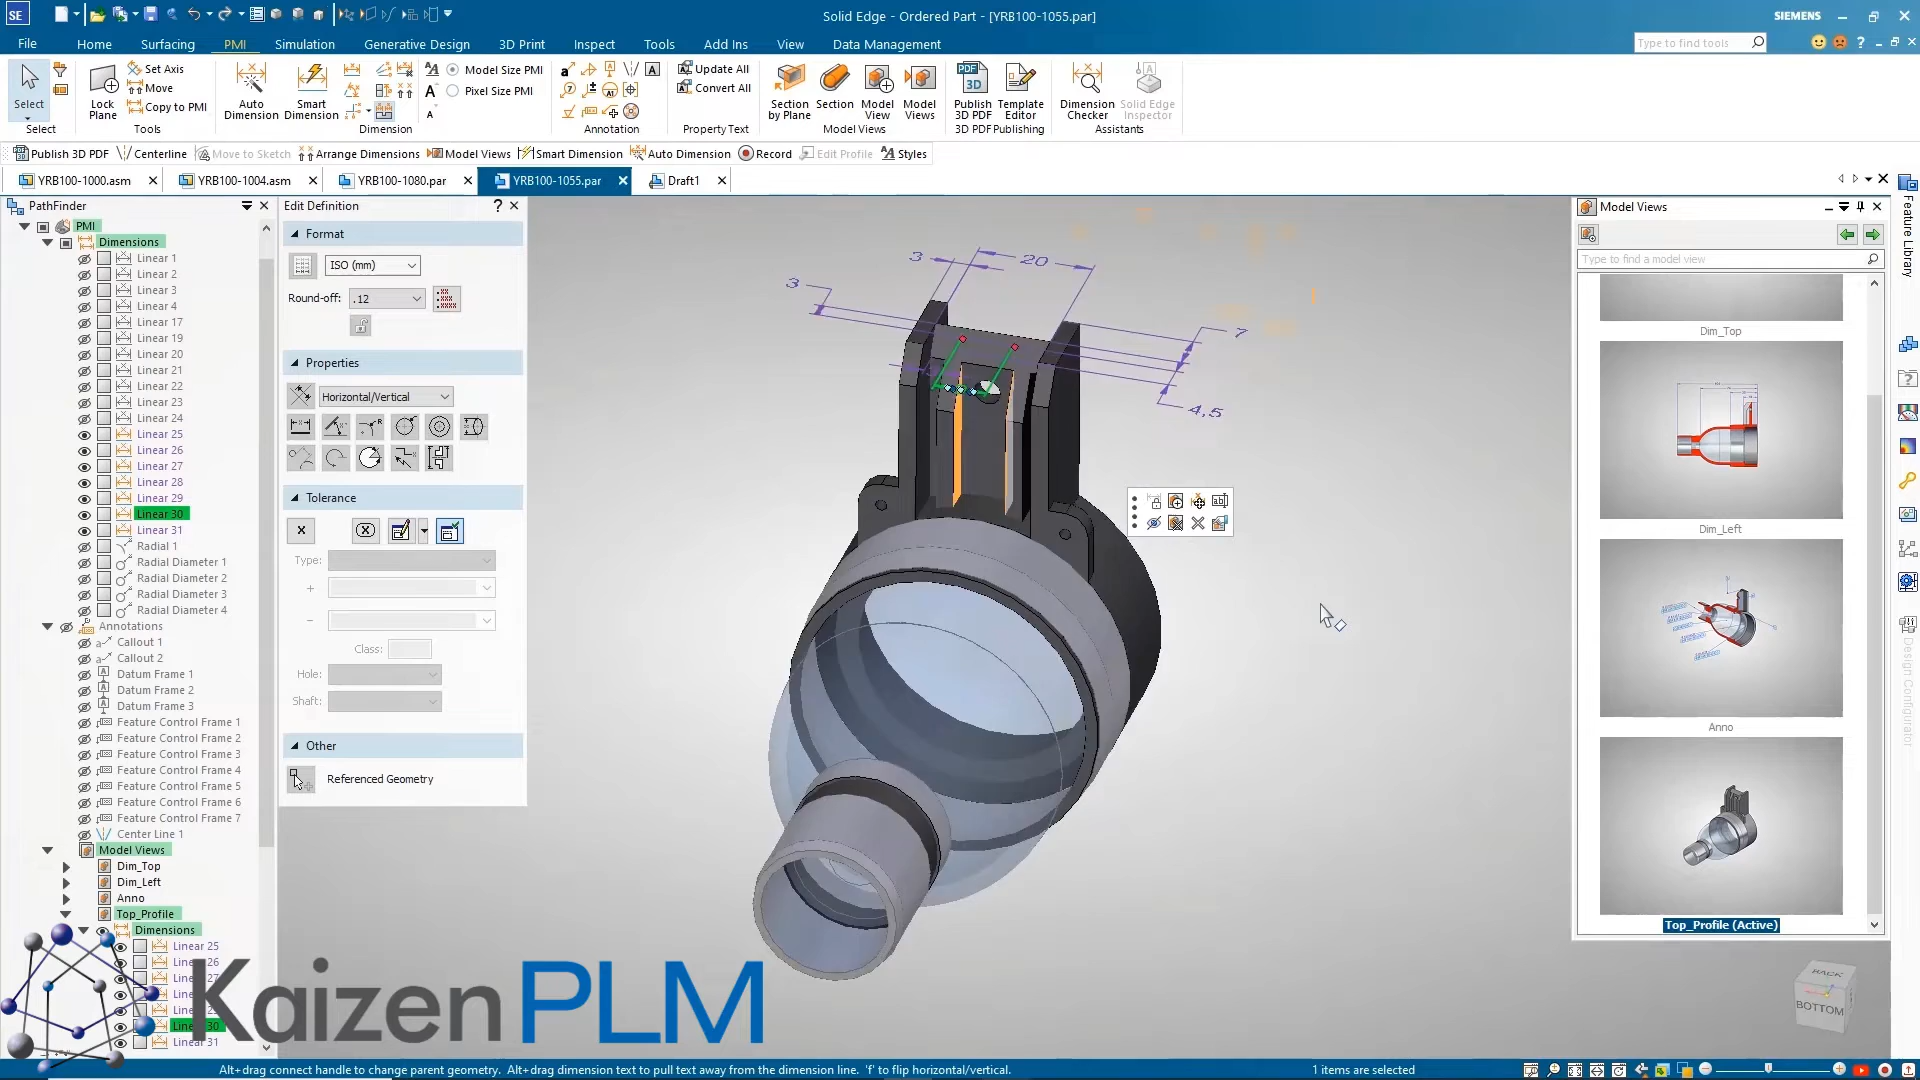 SE
Solid Edge - Ordered Part - [YRB100-1055.par]
SIEMENS
File Home Surfacing PMI Simulation Generative Design 3D Print Inspect Tools Add Ins View Data Management
Type to find tools
Select
Select
Lock Plane
Set Axis
Move
Copy to PMI
Tools
Auto Dimension
Smart Dimension
Dimension
Model Size PMI
Pixel Size PMI
Annotation
Update All
Convert All
Property Text
Section by Plane
Section
Model View
Model Views
Model Views
Publish 3D PDF
Template Editor
3D PDF Publishing
Dimension Checker
Solid Edge Inspector
Assistants
Publish 3D PDF Centerline Move to Sketch Arrange Dimensions Model Views Smart Dimension Auto Dimension Record Edit Profile Styles
YRB100-1000.asm YRB100-1004.asm YRB100-1080.par YRB100-1055.par Draft1
PathFinder
PMI
Dimensions
Linear 1
Linear 2
Linear 3
Linear 4
Linear 17
Linear 19
Linear 20
Linear 21
Linear 22
Linear 23
Linear 24
Linear 25
Linear 26
Linear 27
Linear 28
Linear 29
Linear 30
Linear 31
Radial 1
Radial Diameter 1
Radial Diameter 2
Radial Diameter 3
Radial Diameter 4
Annotations
Callout 1
Callout 2
Datum Frame 1
Datum Frame 2
Datum Frame 3
Feature Control Frame 1
Feature Control Frame 2
Feature Control Frame 3
Feature Control Frame 4
Feature Control Frame 5
Feature Control Frame 6
Feature Control Frame 7
Center Line 1
Model Views
Dim_Top
Dim_Left
Anno
Top_Profile
Dimensions
Linear 25
Linear 31
Edit Definition
Format
ISO (mm)
Round-off: .12
Properties
Horizontal/Vertical
Tolerance
Type:
+
-
Class:
Hole:
Shaft:
Other
Referenced Geometry
3
20
3
7
4,5
Model Views
Type to find a model view
Dim_Top
Dim_Left
Anno
Top_Profile (Active)
Feature Library
Design Configurator
BACK
BOTTOM
Kaizen PLM
Alt+drag connect handle to change parent geometry. Alt+drag dimension text to pull text away from the dimension line. 'f' to flip horizontal/vertical.
1 items are selected